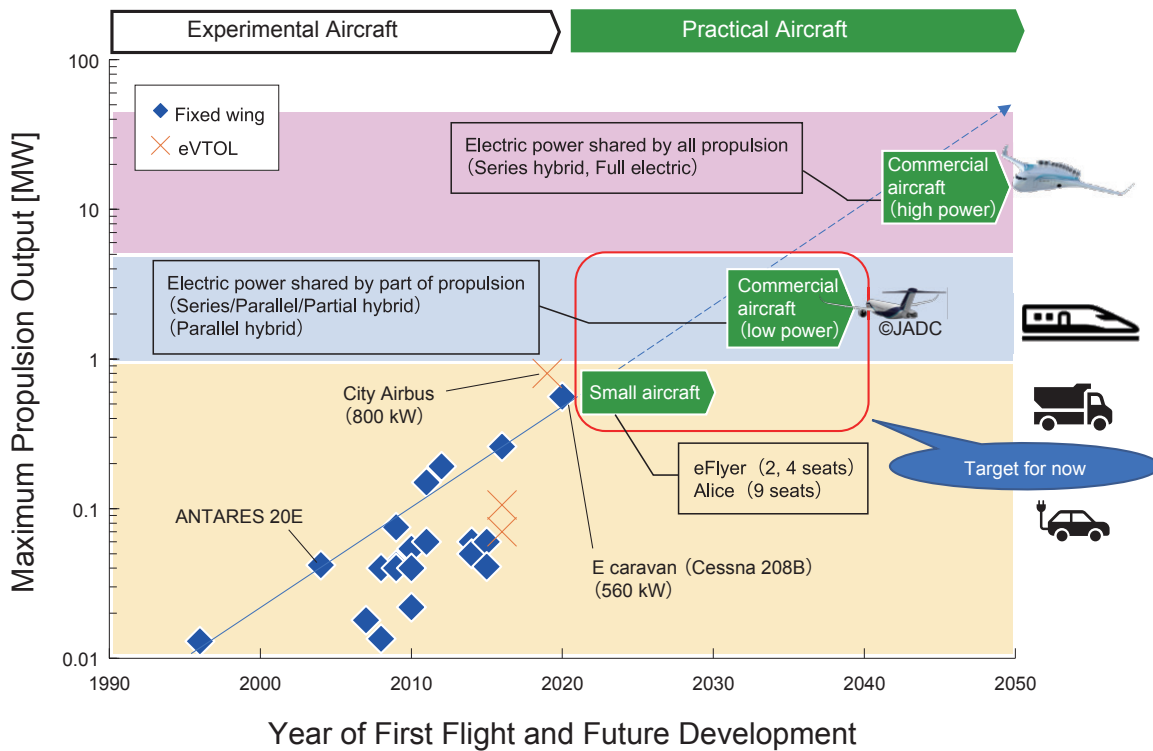 Experimental Aircraft
Practical Aircraft
Maximum Propulsion Output [MW]
100
10
1
0.1
0.01
Fixed wing
eVTOL
Electric power shared by all propulsion
(Series hybrid, Full electric)
Commercial
aircraft
(high power)
Electric power shared by part of propulsion
(Series/Parallel/Partial hybrid)
(Parallel hybrid)
Commercial
aircraft
(low power)
©JADC
City Airbus
(800 kW)
Small aircraft
eFlyer (2, 4 seats)
Alice (9 seats)
Target for now
ANTARES 20E
E caravan (Cessna 208B)
(560 kW)
1990
2000
2010
2020
2030
2040
2050
Year of First Flight and Future Development